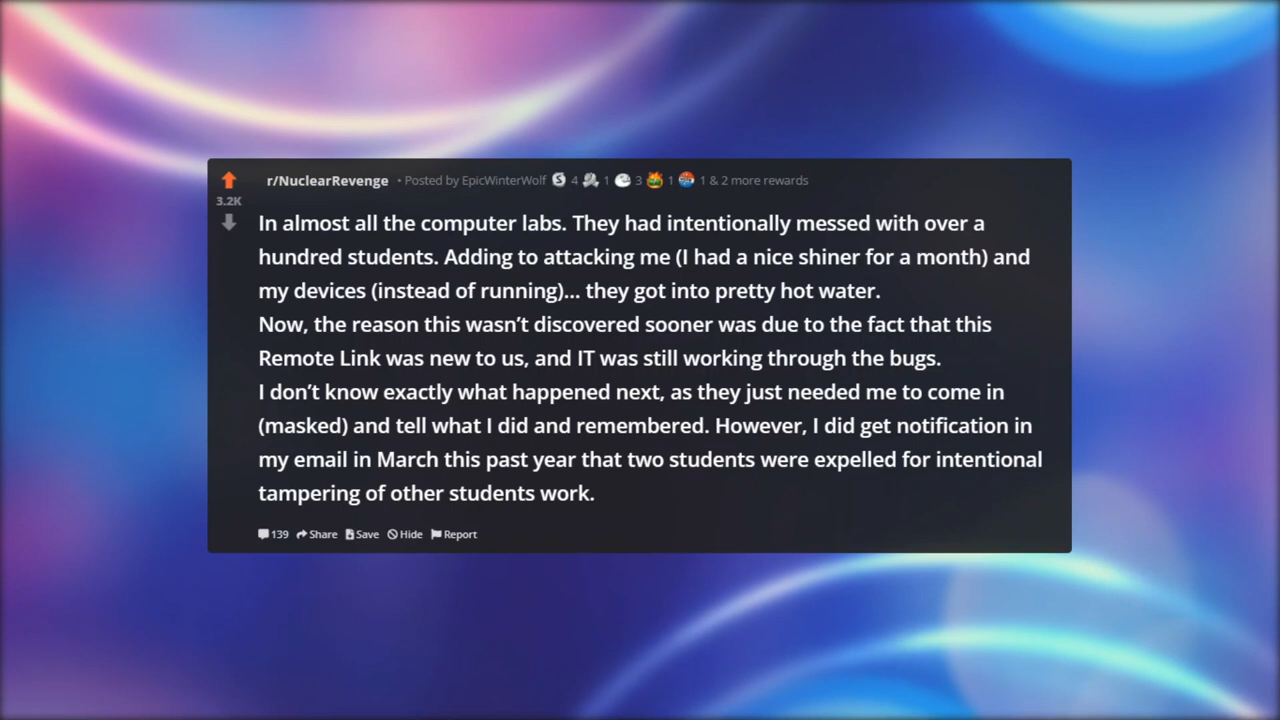 r/NuclearRevenge • Posted by EpicWinterWolf 4 1 3 1 1 & 2 more rewards
3.2K
In almost all the computer labs. They had intentionally messed with over a
hundred students. Adding to attacking me (I had a nice shiner for a month) and
my devices (instead of running)... they got into pretty hot water.
Now, the reason this wasn't discovered sooner was due to the fact that this
Remote Link was new to us, and IT was still working through the bugs.
I don't know exactly what happened next, as they just needed me to come in
(masked) and tell what I did and remembered. However, I did get notification in
my email in March this past year that two students were expelled for intentional
tampering of other students work.
139 Share Save Hide Report